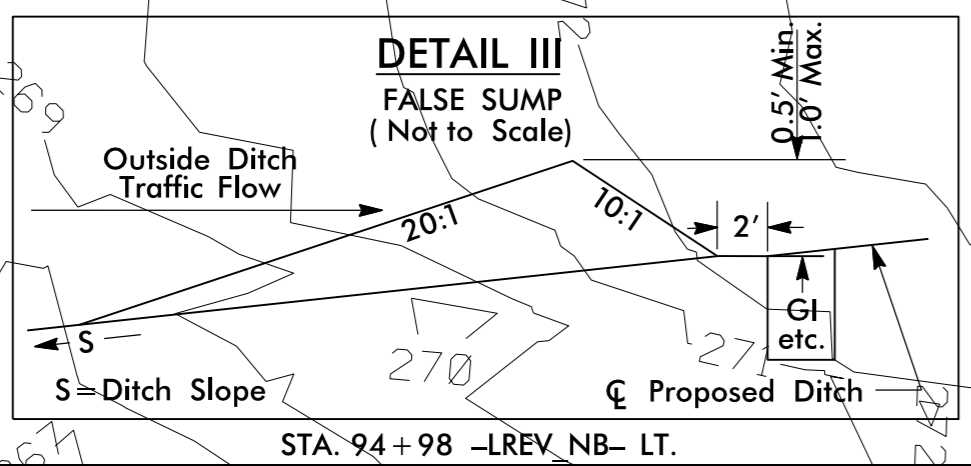 DETAIL III
FALSE SUMP
( Not to Scale)
0.5' Min.
1.0' Max.
Outside Ditch
Traffic Flow
20:1
10:1
2'
GI
etc.
S
270
S=Ditch Slope
℄ Proposed Ditch
STA. 94+98 –LREV_NB– LT.